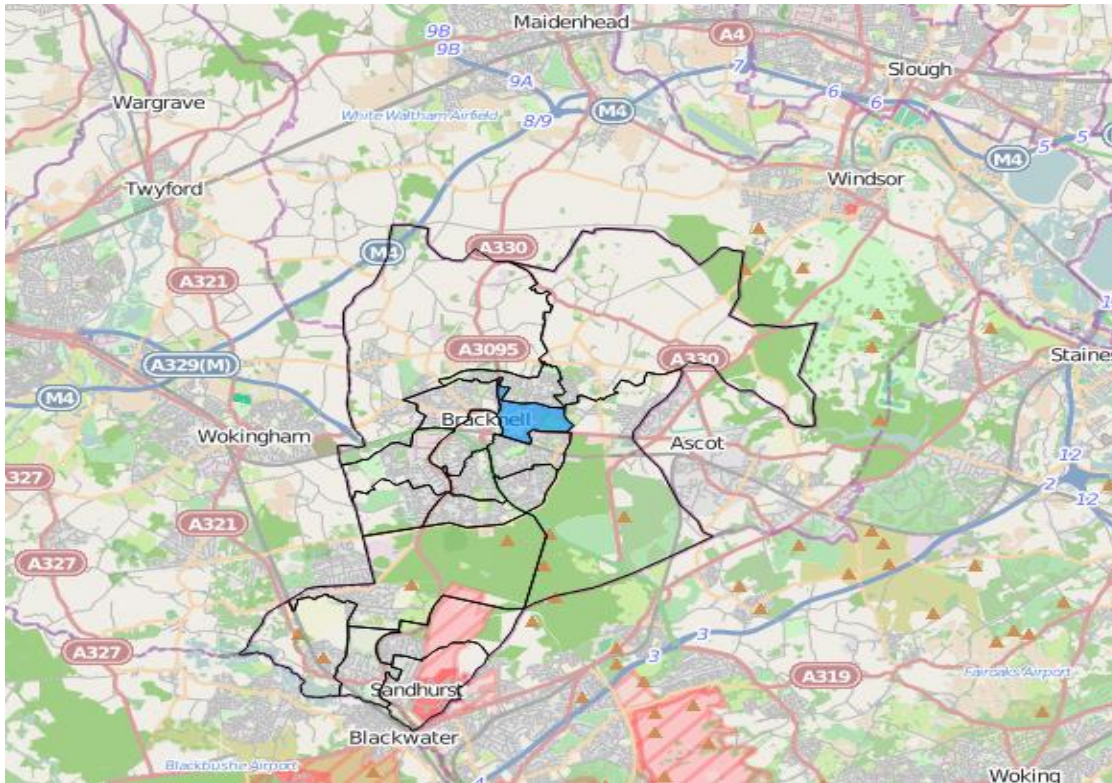 Maidenhead
9B
9B
A4
Slough
7
9A
6
6
Wargrave
White Waltham Airfield
M4
8/9
5
5
M4
Twyford
Windsor
A330
M4
A321
A3095
A330
Staines
A329(M)
M4
Bracknell
Wokingham
Ascot
12
A327
2
12
A321
A327
3
A327
Fairoaks Airport
3
A319
Sandhurst
Blackwater
Blackbushe Airport
4
Woking